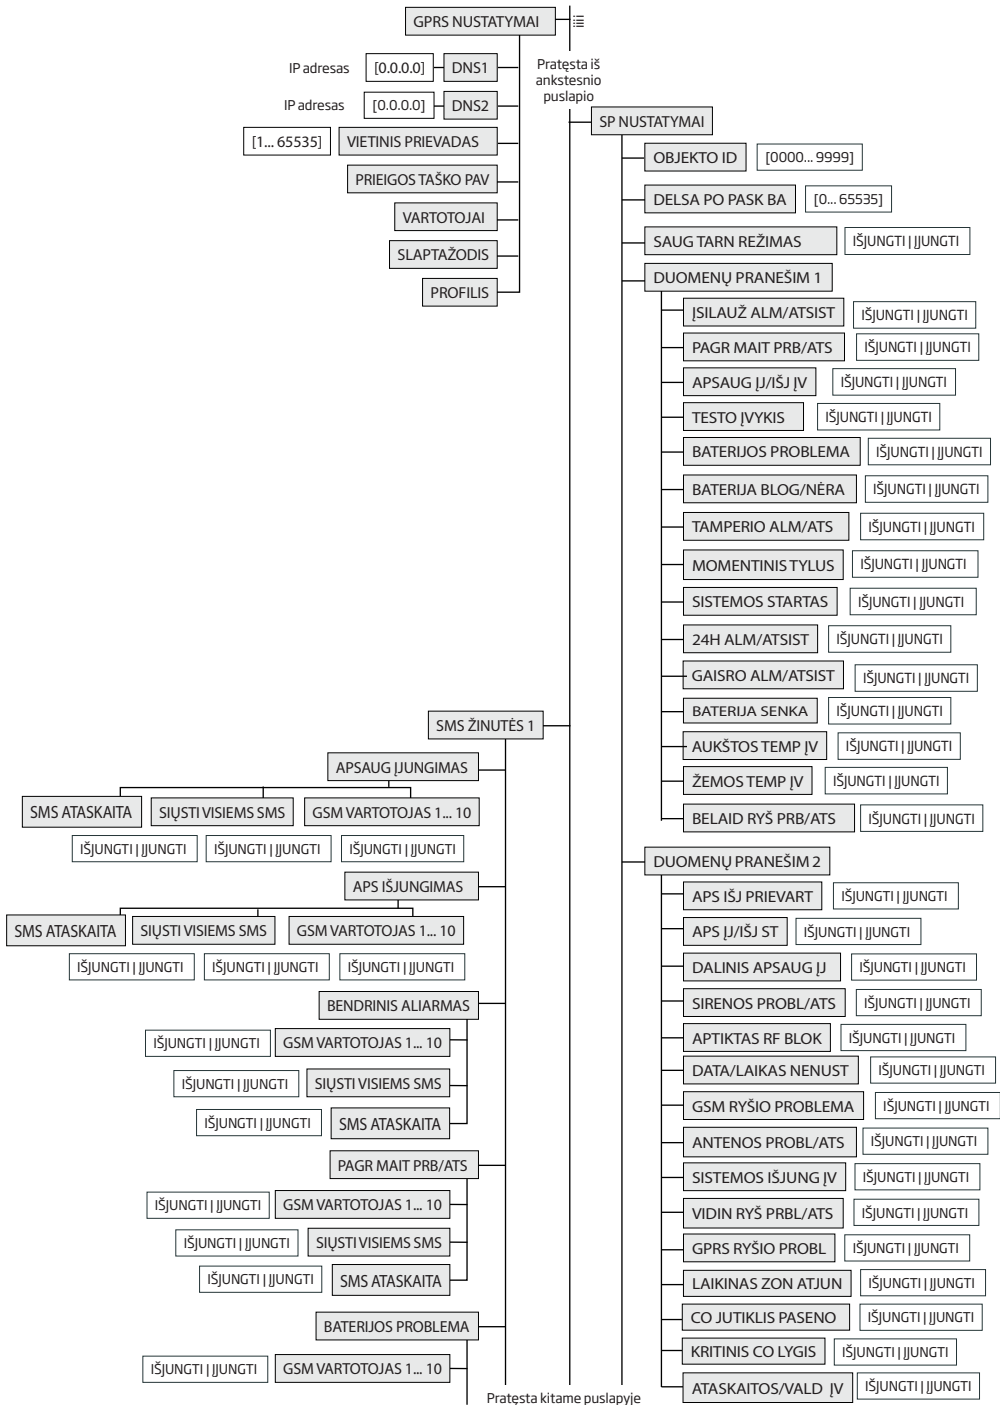 GPRS NUSTATYMAI
Pratęsta iš
ankstesnio
puslapio
IP adresas [0.0.0.0] DNS1
IP adresas [0.0.0.0] DNS2
[1... 65535] VIETINIS PRIEVADAS
PRIEIGOS TAŠKO PAV
VARTOTOJAI
SLAPTAŽODIS
PROFILIS
SP NUSTATYMAI
OBJEKTO ID [0000... 9999]
DELSA PO PASK BA [0... 65535]
SAUG TARN REŽIMAS IŠJUNGTI | ĮJUNGTI
DUOMENŲ PRANEŠIM 1
ĮSILAUŽ ALM/ATSIST IŠJUNGTI | ĮJUNGTI
PAGR MAIT PRB/ATS IŠJUNGTI | ĮJUNGTI
APSAUG ĮJ/IŠJ ĮV IŠJUNGTI | ĮJUNGTI
TESTO ĮVYKIS IŠJUNGTI | ĮJUNGTI
BATERIJOS PROBLEMA IŠJUNGTI | ĮJUNGTI
BATERIJA BLOG/NĖRA IŠJUNGTI | ĮJUNGTI
TAMPERIO ALM/ATS IŠJUNGTI | ĮJUNGTI
MOMENTINIS TYLUS IŠJUNGTI | ĮJUNGTI
SISTEMOS STARTAS IŠJUNGTI | ĮJUNGTI
24H ALM/ATSIST IŠJUNGTI | ĮJUNGTI
GAISRO ALM/ATSIST IŠJUNGTI | ĮJUNGTI
BATERIJA SENKA IŠJUNGTI | ĮJUNGTI
AUKŠTOS TEMP ĮV IŠJUNGTI | ĮJUNGTI
ŽEMOS TEMP ĮV IŠJUNGTI | ĮJUNGTI
BELAID RYŠ PRB/ATS IŠJUNGTI | ĮJUNGTI
DUOMENŲ PRANEŠIM 2
APS IŠJ PRIEVART IŠJUNGTI | ĮJUNGTI
APS ĮJ/IŠJ ST IŠJUNGTI | ĮJUNGTI
DALINIS APSAUG ĮJ IŠJUNGTI | ĮJUNGTI
SIRENOS PROBL/ATS IŠJUNGTI | ĮJUNGTI
APTIKTAS RF BLOK IŠJUNGTI | ĮJUNGTI
DATA/LAIKAS NENUST IŠJUNGTI | ĮJUNGTI
GSM RYŠIO PROBLEMA IŠJUNGTI | ĮJUNGTI
ANTENOS PROBL/ATS IŠJUNGTI | ĮJUNGTI
SISTEMOS IŠJUNG ĮV IŠJUNGTI | ĮJUNGTI
VIDIN RYŠ PRBL/ATS IŠJUNGTI | ĮJUNGTI
GPRS RYŠIO PROBL IŠJUNGTI | ĮJUNGTI
LAIKINAS ZON ATJUN IŠJUNGTI | ĮJUNGTI
CO JUTIKLIS PASENO IŠJUNGTI | ĮJUNGTI
KRITINIS CO LYGIS IŠJUNGTI | ĮJUNGTI
ATASKAITOS/VALD ĮV IŠJUNGTI | ĮJUNGTI
SMS ŽINUTĖS 1
APSAUG ĮJUNGIMAS
SMS ATASKAITA SIŲSTI VISIEMS SMS GSM VARTOTOJAS 1... 10
IŠJUNGTI | ĮJUNGTI IŠJUNGTI | ĮJUNGTI IŠJUNGTI | ĮJUNGTI
APS IŠJUNGIMAS
SMS ATASKAITA SIŲSTI VISIEMS SMS GSM VARTOTOJAS 1... 10
IŠJUNGTI | ĮJUNGTI IŠJUNGTI | ĮJUNGTI IŠJUNGTI | ĮJUNGTI
BENDRINIS ALIARMAS
IŠJUNGTI | ĮJUNGTI GSM VARTOTOJAS 1... 10
IŠJUNGTI | ĮJUNGTI SIŲSTI VISIEMS SMS
IŠJUNGTI | ĮJUNGTI SMS ATASKAITA
PAGR MAIT PRB/ATS
IŠJUNGTI | ĮJUNGTI GSM VARTOTOJAS 1... 10
IŠJUNGTI | ĮJUNGTI SIŲSTI VISIEMS SMS
IŠJUNGTI | ĮJUNGTI SMS ATASKAITA
BATERIJOS PROBLEMA
IŠJUNGTI | ĮJUNGTI GSM VARTOTOJAS 1... 10
Pratęsta kitame puslapyje